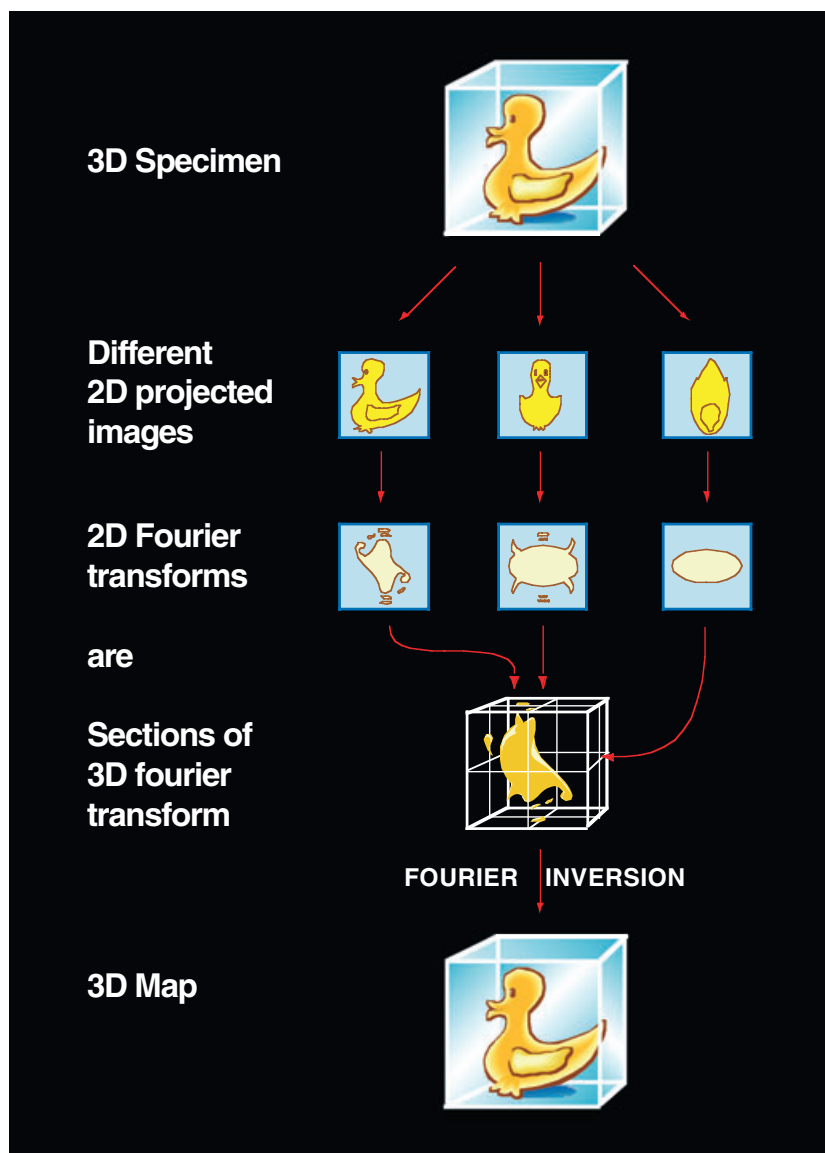 3D Specimen
Different
2D projected
images
2D Fourier
transforms
are
Sections of
3D fourier
transform
FOURIER INVERSION
3D Map